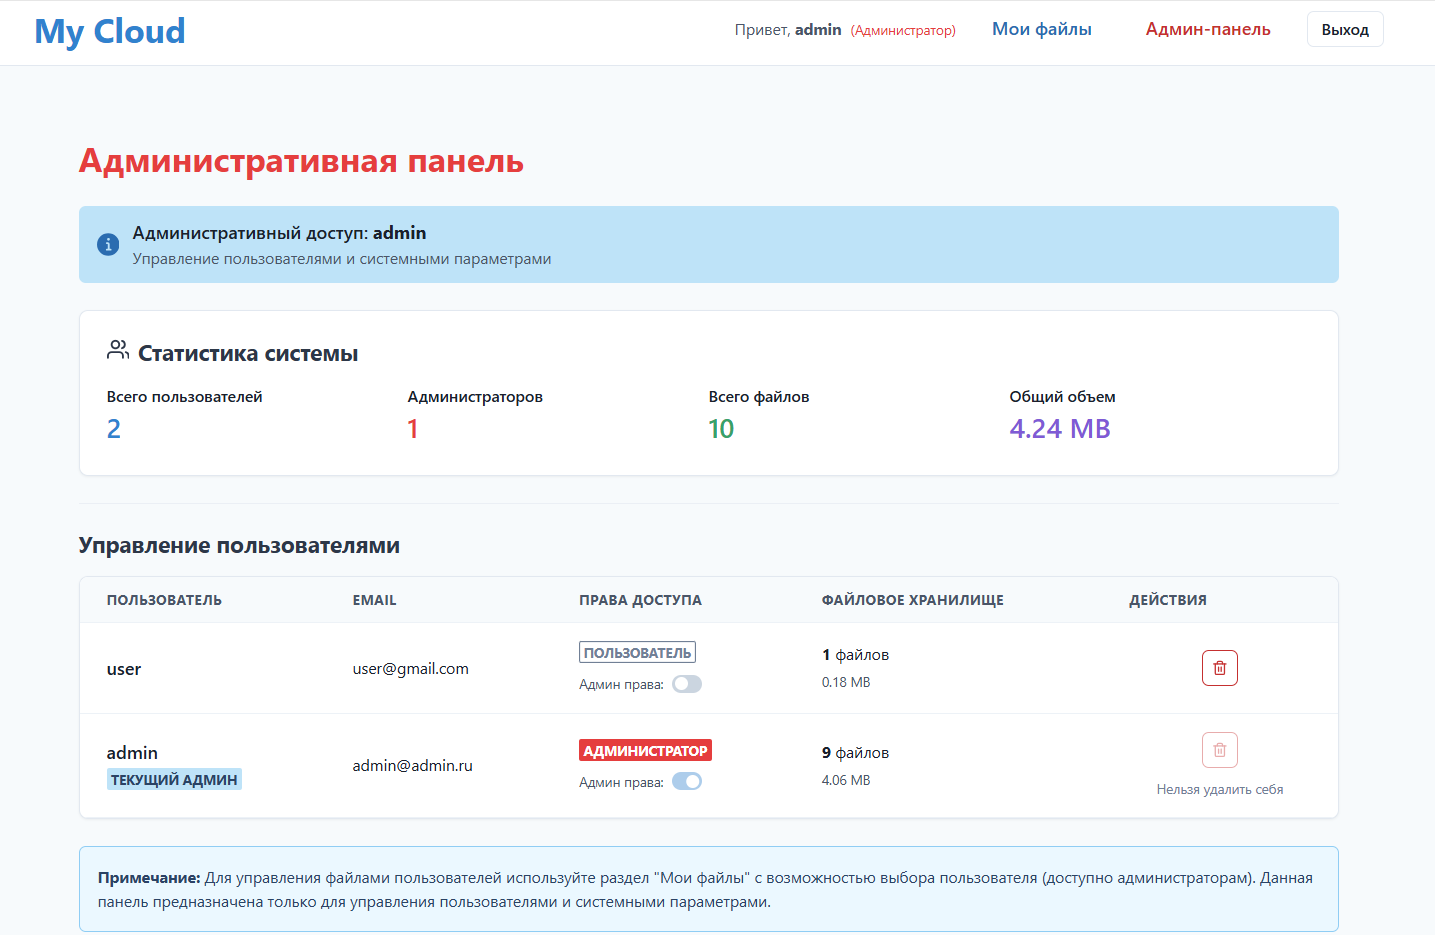 My Cloud
Привет, admin (Администратор)
Мои файлы
Админ-панель
Выход
Административная панель
Административный доступ: admin
Управление пользователями и системными параметрами
Статистика системы
Всего пользователей
2
Администраторов
1
Всего файлов
10
Общий объем
4.24 MB
Управление пользователями
ПОЛЬЗОВАТЕЛЬ EMAIL ПРАВА ДОСТУПА ФАЙЛОВОЕ ХРАНИЛИЩЕ ДЕЙСТВИЯ
user
user@gmail.com
ПОЛЬЗОВАТЕЛЬ
Админ права:
1 файлов
0.18 MB
admin
ТЕКУЩИЙ АДМИН
admin@admin.ru
АДМИНИСТРАТОР
Админ права:
9 файлов
4.06 MB
Нельзя удалить себя
Примечание: Для управления файлами пользователей используйте раздел "Мои файлы" с возможностью выбора пользователя (доступно администраторам). Данная
панель предназначена только для управления пользователями и системными параметрами.